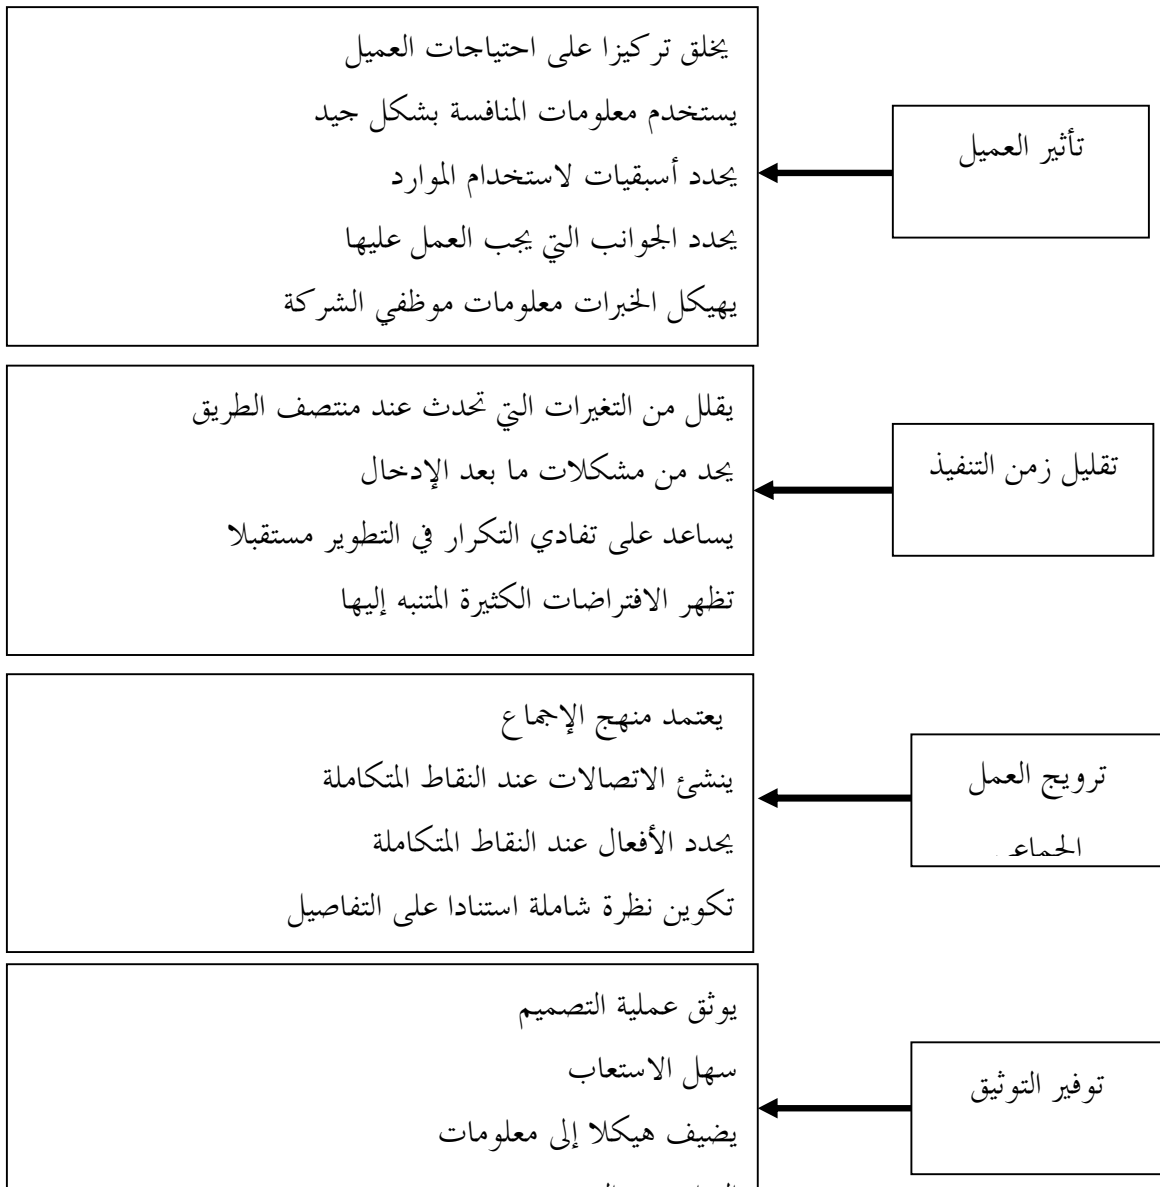 تأثير العميل
يخلق تركيزا على احتياجات العميل
يستخدم معلومات المنافسة بشكل جيد
يحدد أسبقيات لاستخدام الموارد
يحدد الجوانب التي يجب العمل عليها
يهيكل الخبرات معلومات موظفي الشركة
تقليل زمن التنفيذ
يقلل من التغيرات التي تحدث عند منتصف الطريق
يحد من مشكلات ما بعد الإدخال
يساعد على تفادي التكرار في التطوير مستقبلا
تظهر الافتراضات الكثيرة المتنبه إليها
ترويج العمل
الجماعي
يعتمد منهج الإجماع
ينشئ الاتصالات عند النقاط المتكاملة
يحدد الأفعال عند النقاط المتكاملة
تكوين نظرة شاملة استنادا على التفاصيل
توفير التوثيق
يوثق عملية التصميم
سهل الاستعاب
يضيف هيكلا إلى معلومات